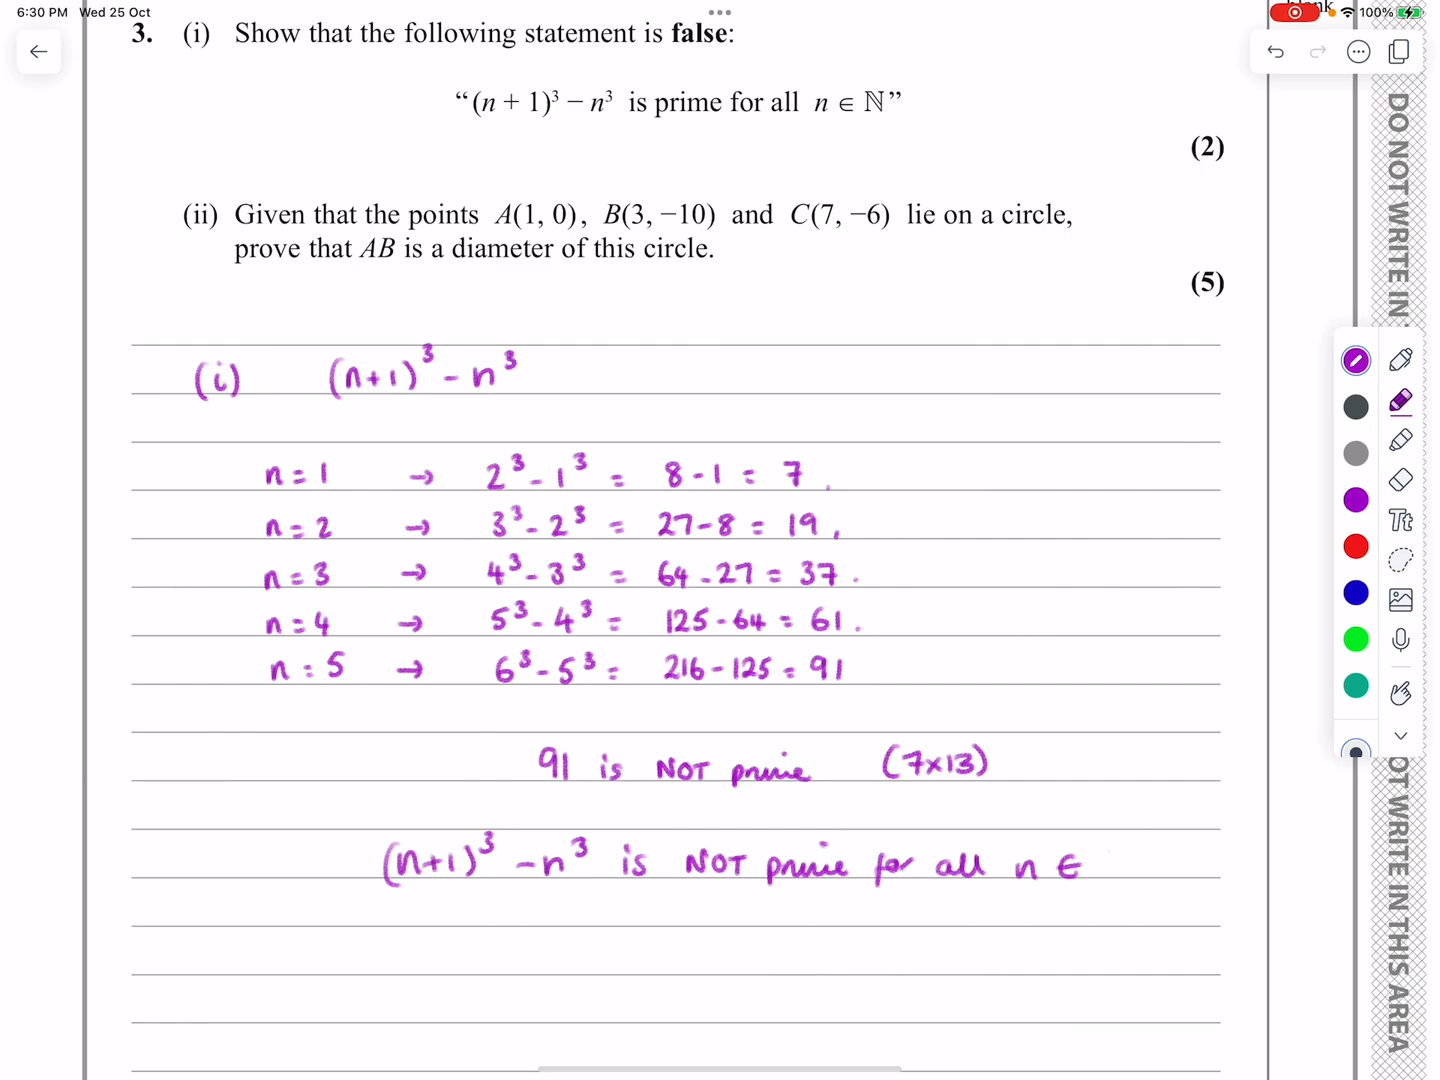 6:30 PM Wed 25 Oct
100%
3. (i) Show that the following statement is false:
“(n + 1)³ − n³ is prime for all n ∈ ℕ”
(2)
(ii) Given that the points A(1, 0), B(3, −10) and C(7, −6) lie on a circle,
prove that AB is a diameter of this circle.
(5)
(i) (n+1)³ - n³
n = 1 → 2³ - 1³ = 8 - 1 = 7 .
n = 2 → 3³ - 2³ = 27 - 8 = 19 ,
n = 3 → 4³ - 3³ = 64 - 27 = 37 .
n = 4 → 5³ - 4³ = 125 - 64 = 61 .
n = 5 → 6³ - 5³ = 216 - 125 = 91
91 is NOT prime (7×13)
(n+1)³ - n³ is NOT prime for all n ∈
DO NOT WRITE IN
OT WRITE IN THIS AREA
Tt